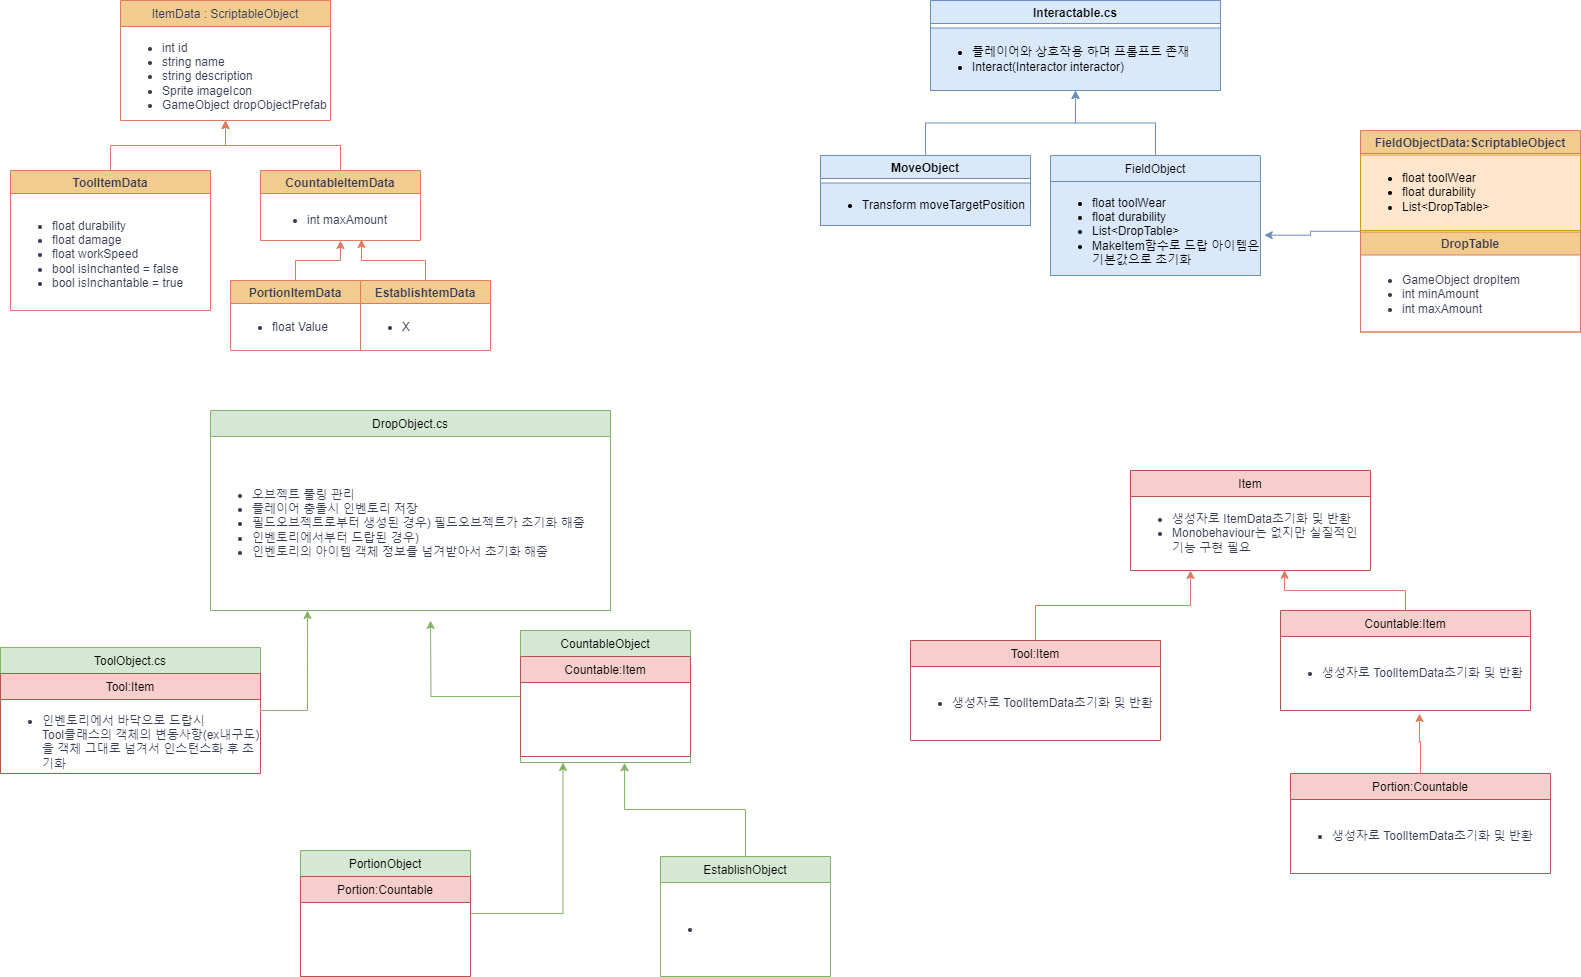 ItemData : ScriptableObject
int id
string name
string description
Sprite imageIcon
GameObject dropObjectPrefab
ToolItemData
float durability
float damage
float workSpeed
bool isInchanted = false
bool isInchantable = true
CountableItemData
int maxAmount
PortionItemData
float Value
EstablishtemData
X
Interactable.cs
플레이어와 상호작용 하며 프롬프트 존재
Interact(Interactor interactor)
MoveObject
Transform moveTargetPosition
FieldObject
float toolWear
float durability
List<DropTable>
MakeItem함수로 드랍 아이템은
기본값으로 초기화
FieldObjectData:ScriptableObject
float toolWear
float durability
List<DropTable>
DropTable
GameObject dropItem
int minAmount
int maxAmount
DropObject.cs
오브젝트 풀링 관리
플레이어 충돌시 인벤토리 저장
필드오브젝트로부터 생성된 경우) 필드오브젝트가 초기화 해줌
인벤토리에서부터 드랍된 경우)
인벤토리의 아이템 객체 정보를 넘겨받아서 초기화 해줌
ToolObject.cs
Tool:Item
인벤토리에서 바닥으로 드랍시
Tool클래스의 객체의 변동사항(ex내구도)
을 객체 그대로 넘겨서 인스턴스화 후 초
기화
CountableObject
Countable:Item
PortionObject
Portion:Countable
EstablishObject
Item
생성자로 ItemData초기화 및 반환
Monobehaviour는 없지만 실질적인
기능 구현 필요
Tool:Item
생성자로 ToolItemData초기화 및 반환
Countable:Item
생성자로 ToolItemData초기화 및 반환
Portion:Countable
생성자로 ToolItemData초기화 및 반환